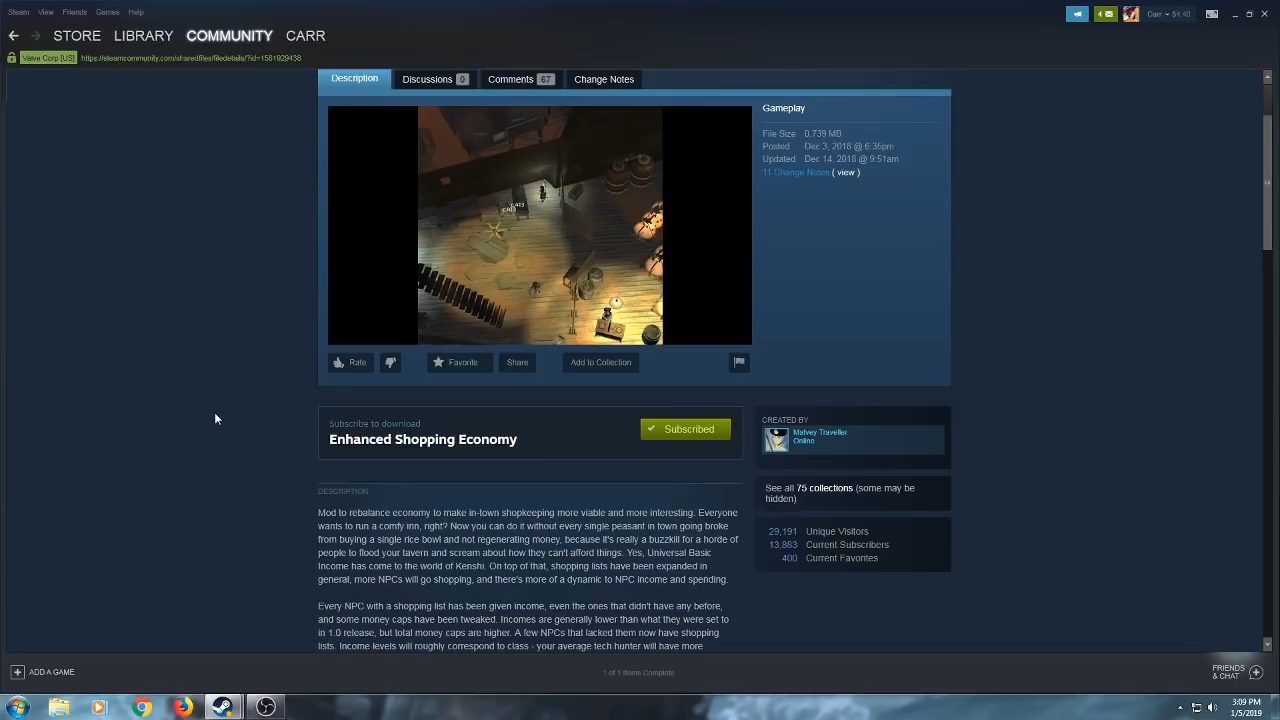 Steam View Friends Games Help
4 Carr $4.40
STORE LIBRARY COMMUNITY CARR
Valve Corp [US] https://steamcommunity.com/sharedfiles/filedetails/?id=1581929438
Description Discussions 0 Comments 67 Change Notes
Gameplay
File Size 0.739 MB
Posted Dec 3, 2018 @ 6:35pm
Updated Dec 14, 2018 @ 9:51am
11 Change Notes ( view )
Rate Favorite Share Add to Collection
Subscribe to download
Enhanced Shopping Economy
Subscribed
CREATED BY
Matvey Traveller
Online
See all 75 collections (some may be
hidden)
29,191 Unique Visitors
13,883 Current Subscribers
400 Current Favorites
DESCRIPTION
Mod to rebalance economy to make in-town shopkeeping more viable and more interesting. Everyone
wants to run a comfy inn, right? Now you can do it without every single peasant in town going broke
from buying a single rice bowl and not regenerating money, because it's really a buzzkill for a horde of
people to flood your tavern and scream about how they can't afford things. Yes, Universal Basic
Income has come to the world of Kenshi. On top of that, shopping lists have been expanded in
general, more NPCs will go shopping, and there's more of a dynamic to NPC income and spending.
Every NPC with a shopping list has been given income, even the ones that didn't have any before,
and some money caps have been tweaked. Incomes are generally lower than what they were set to
in 1.0 release, but total money caps are higher. A few NPCs that lacked them now have shopping
lists. Income levels will roughly correspond to class - your average tech hunter will have more
ADD A GAME
1 of 1 Items Complete
FRIENDS
& CHAT
3:09 PM
1/5/2019